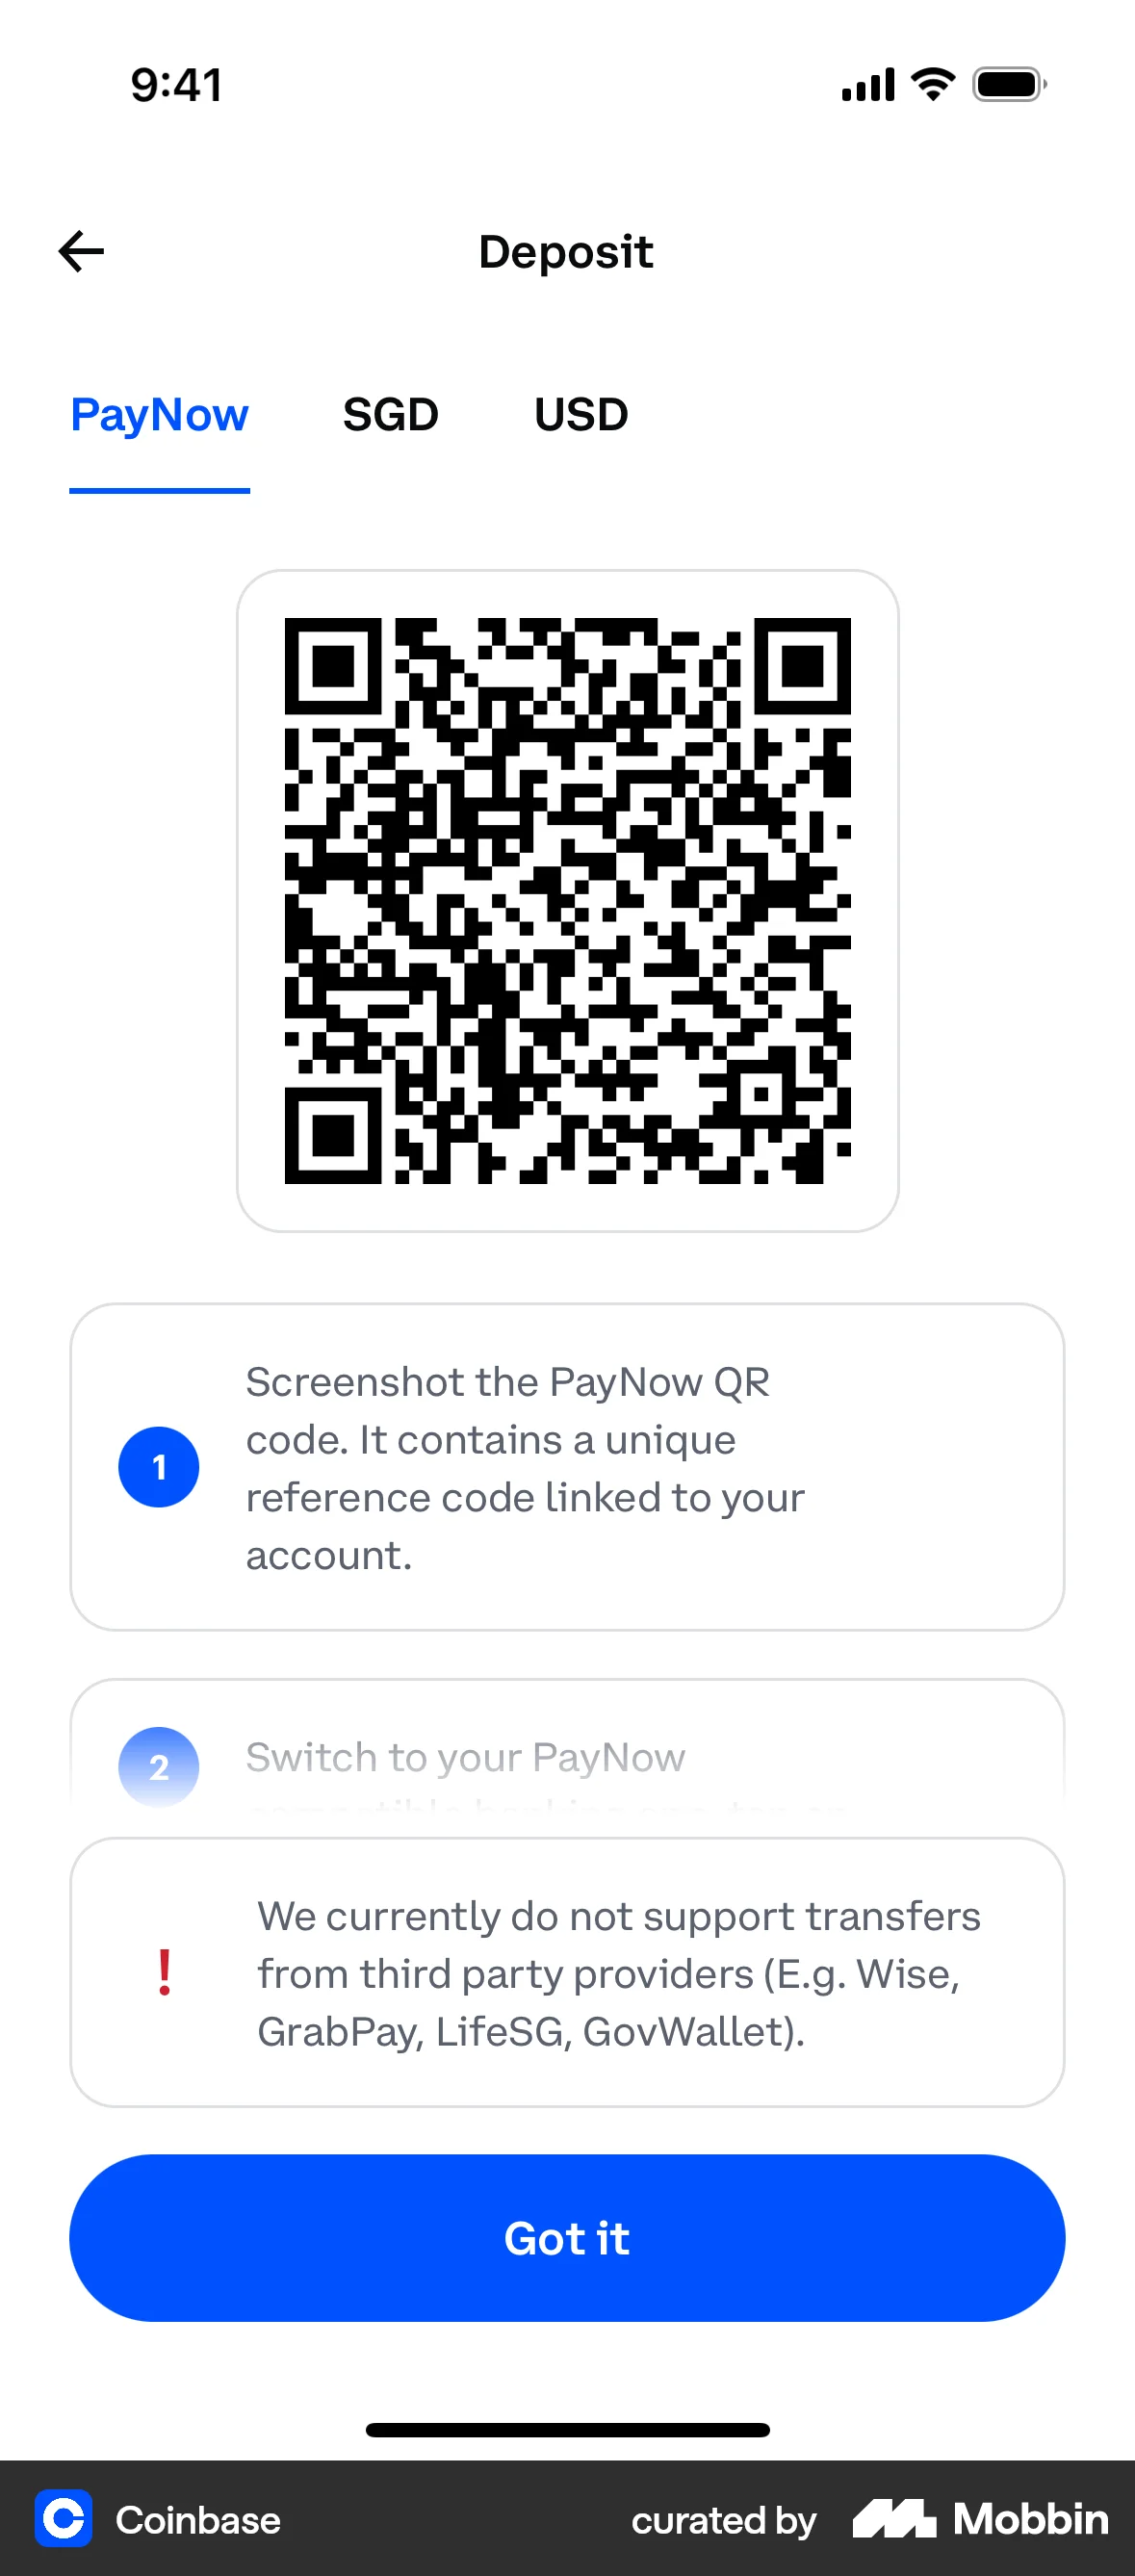 9:41
Deposit
PayNow SGD USD
1
Screenshot the PayNow QR
code. It contains a unique
reference code linked to your
account.
2
Switch to your PayNow
We currently do not support transfers
from third party providers (E.g. Wise,
GrabPay, LifeSG, GovWallet).
Got it
Coinbase
curated by Mobbin